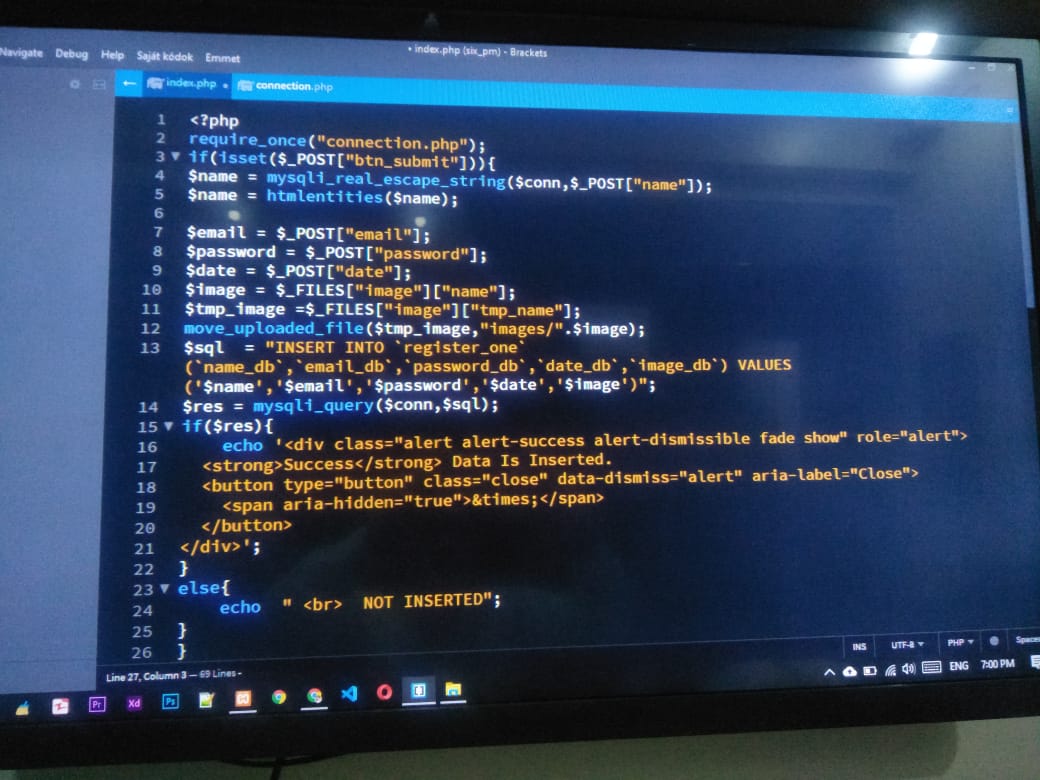 Navigate Debug Help Saját kódok Emmet
• index.php (six_pm) - Brackets
index.php • connection.php
1 <?php
2 require_once("connection.php");
3 if(isset($_POST["btn_submit"])){
4 $name = mysqli_real_escape_string($conn,$_POST["name"]);
5 $name = htmlentities($name);
6
7 $email = $_POST["email"];
8 $password = $_POST["password"];
9 $date = $_POST["date"];
10 $image = $_FILES["image"]["name"];
11 $tmp_image =$_FILES["image"]["tmp_name"];
12 move_uploaded_file($tmp_image,"images/".$image);
13 $sql  = "INSERT INTO `register_one`
(`name_db`,`email_db`,`password_db`,`date_db`,`image_db`) VALUES
('$name','$email','$password','$date','$image')";
14 $res = mysqli_query($conn,$sql);
15 if($res){
16     echo '<div class="alert alert-success alert-dismissible fade show" role="alert">
17   <strong>Success</strong> Data Is Inserted.
18   <button type="button" class="close" data-dismiss="alert" aria-label="Close">
19     <span aria-hidden="true">&times;</span>
20   </button>
21 </div>';
22 }
23 else{
24     echo  " <br>  NOT INSERTED";
25 }
26 }
Line 27, Column 3 — 69 Lines
INS UTF-8 PHP Spaces
Pr Xd Ps
ENG 7:00 PM